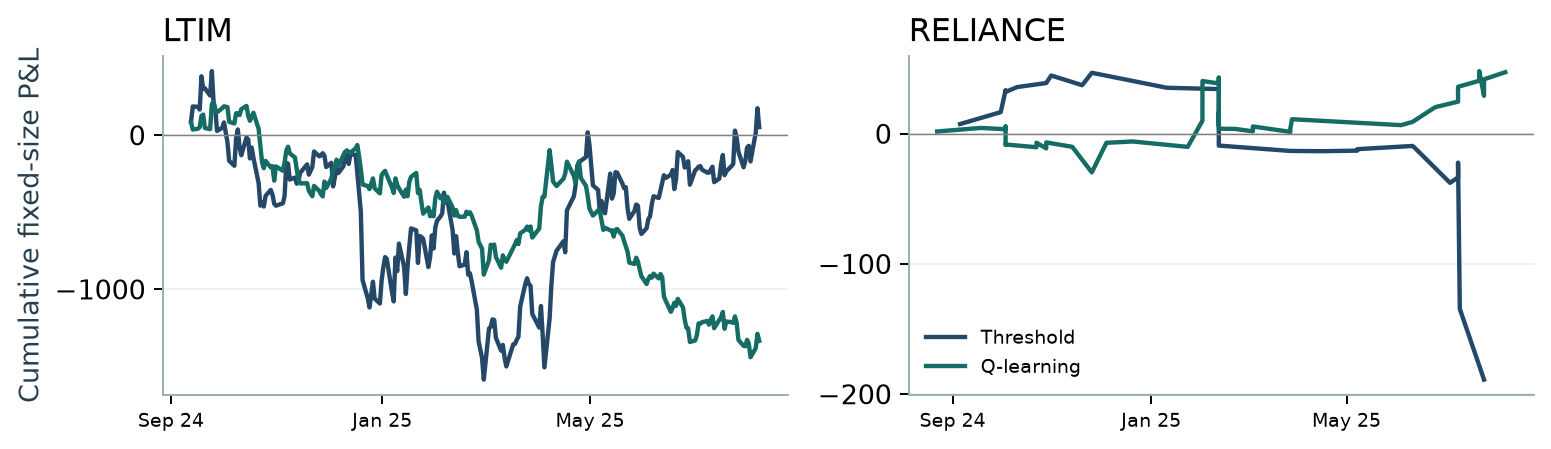 LTIM
Cumulative fixed-size P&L
0
−1000
Sep 24
Jan 25
May 25
RELIANCE
0
−100
−200
Threshold
Q-learning
Sep 24
Jan 25
May 25